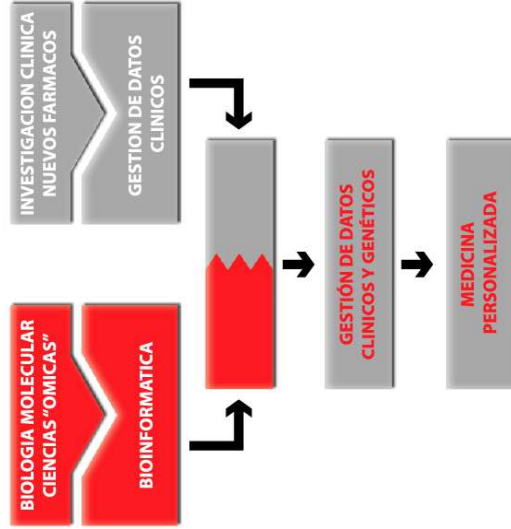 BIOLOGIA MOLECULAR
CIENCIAS “OMICAS”
BIOINFORMATICA
INVESTIGACION CLINICA
NUEVOS FARMACOS
GESTION DE DATOS
CLINICOS
GESTIÓN DE DATOS
CLINICOS Y GENÉTICOS
MEDICINA
PERSONALIZADA